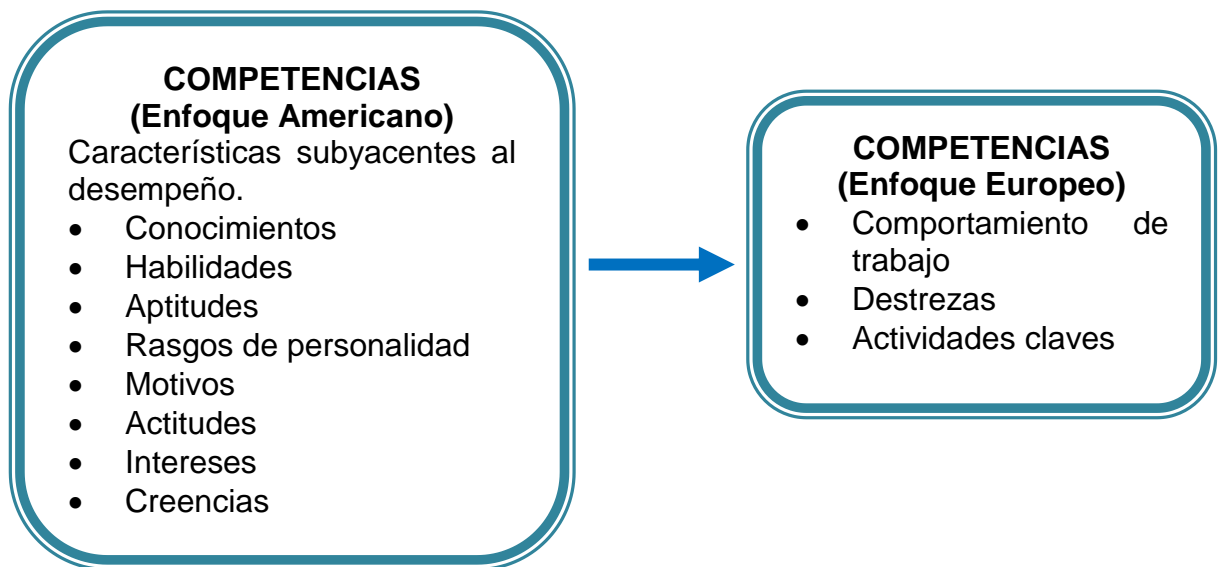 COMPETENCIAS
(Enfoque Americano)
Características subyacentes al
desempeño.
• Conocimientos
• Habilidades
• Aptitudes
• Rasgos de personalidad
• Motivos
• Actitudes
• Intereses
• Creencias
COMPETENCIAS
(Enfoque Europeo)
• Comportamiento de
trabajo
• Destrezas
• Actividades claves